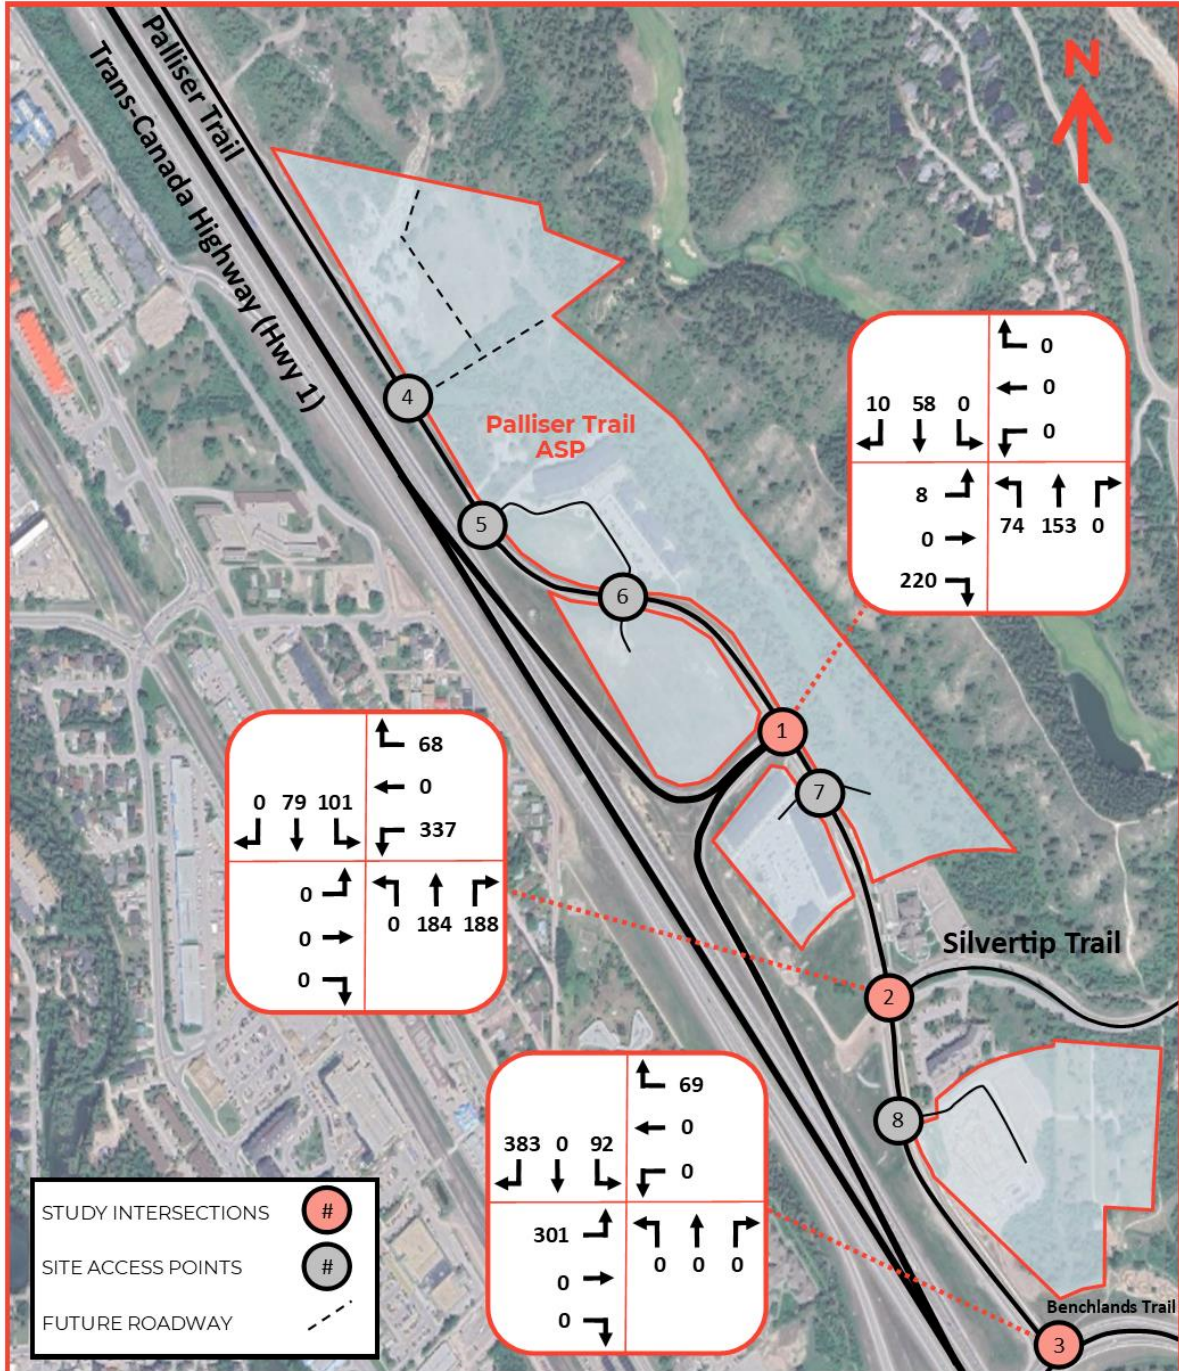 Palliser Trail
Trans-Canada Highway (Hwy 1)
N
4
Palliser Trail
ASP
5
6
0
0
10 58 0
0
8
74 153 0
0
220
1
7
68
0
0 79 101
337
0
0 184 188
0
0
Silvertip Trail
2
8
69
0
383 0 92
0
301
0 0 0
0
0
STUDY INTERSECTIONS #
SITE ACCESS POINTS #
FUTURE ROADWAY
Benchlands Trail
3